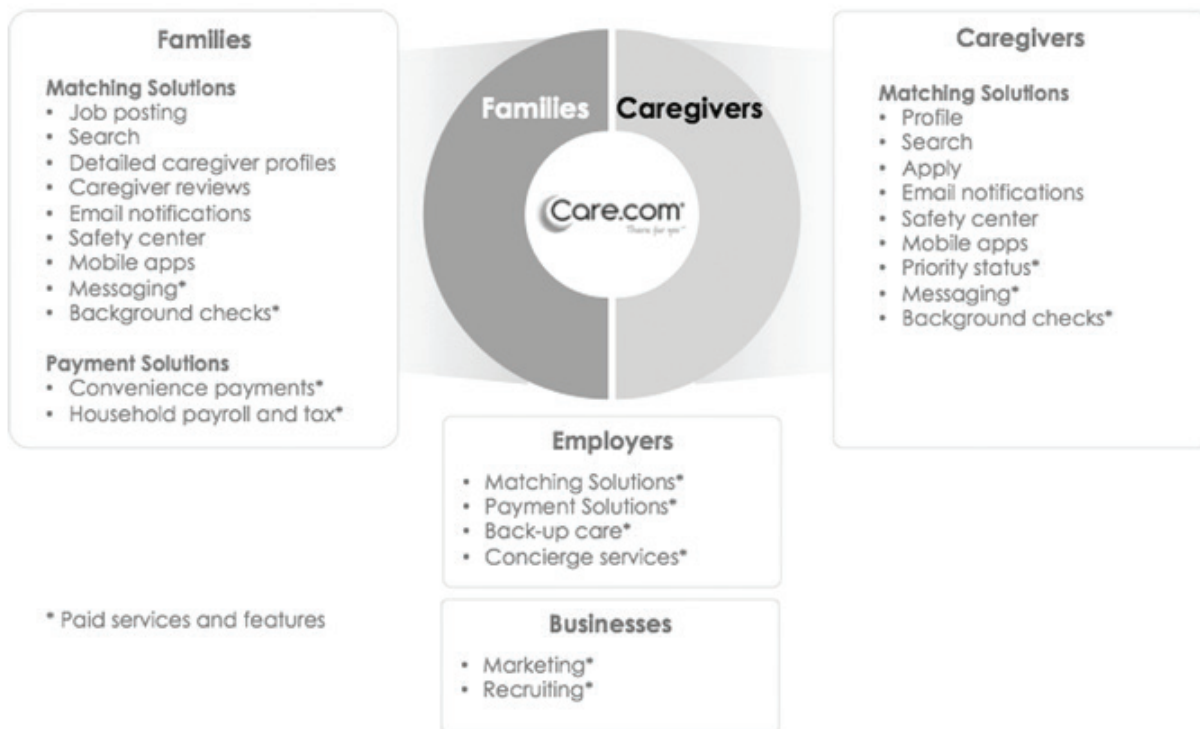 Families
Matching Solutions
• Job posting
• Search
• Detailed caregiver profiles
• Caregiver reviews
• Email notifications
• Safety center
• Mobile apps
• Messaging*
• Background checks*
Payment Solutions
• Convenience payments*
• Household payroll and tax*
Families
Caregivers
Care.com®
There for you™
Caregivers
Matching Solutions
• Profile
• Search
• Apply
• Email notifications
• Safety center
• Mobile apps
• Priority status*
• Messaging*
• Background checks*
Employers
• Matching Solutions*
• Payment Solutions*
• Back-up care*
• Concierge services*
* Paid services and features
Businesses
• Marketing*
• Recruiting*